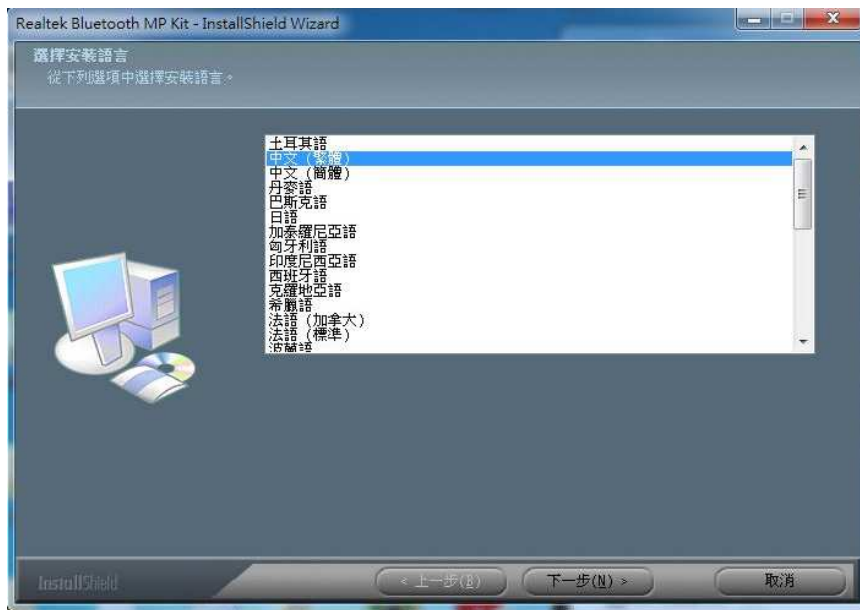 Realtek Bluetooth MP Kit - InstallShield Wizard
選擇安裝語言
從下列選項中選擇安裝語言。
土耳其語
中文 (繁體)
中文 (簡體)
丹麥語
巴斯克語
日語
加泰羅尼亞語
匈牙利語
印度尼西亞語
西班牙語
克羅地亞語
希臘語
法語 (加拿大)
法語 (標準)
波蘭語
InstallShield
< 上一步(B)
下一步(N) >
取消